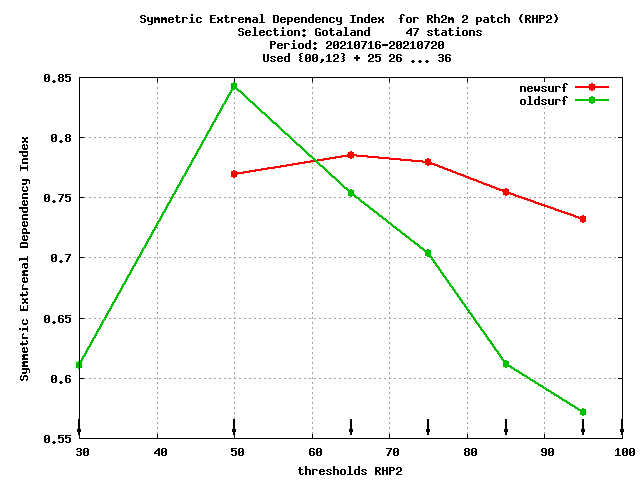 Symmetric Extremal Dependency Index  for Rh2m 2 patch (RHP2)
Selection: Gotaland     47 stations
Period: 20210716-20210720
Used {00,12} + 25 26 ... 36
newsurf
oldsurf
Symmetric Extremal Dependency Index
0.85
0.8
0.75
0.7
0.65
0.6
0.55
30 40 50 60 70 80 90 100
thresholds RHP2